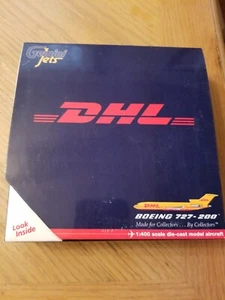 Gemini
Jets
DHL
Look
Inside
DHL
BOEING 727-200
Made for Collectors . . . By Collectors™
1:400 scale die-cast model aircraft